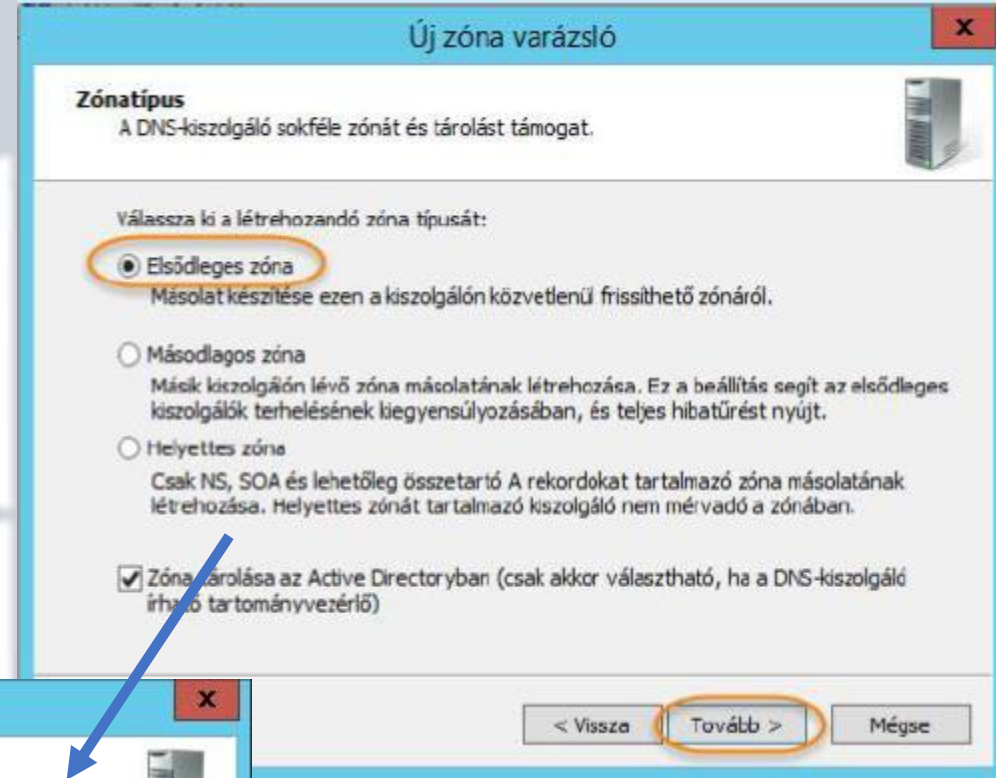 Új zóna varázsló
x
Zónatípus
A DNS-kiszolgáló sokféle zónát és tárolást támogat.
Válassza ki a létrehozandó zóna típusát:
Elsődleges zóna
Másolat készítése ezen a kiszolgálón közvetlenül frissíthető zónáról.
Másodlagos zóna
Másik kiszolgálón lévő zóna másolatának létrehozása. Ez a beállítás segít az elsődleges
kiszolgálók terhelésének kiegyensúlyozásában, és teljes hibatűrést nyújt.
Helyettes zóna
Csak NS, SOA és lehetőleg összetartó A rekordokat tartalmazó zóna másolatának
létrehozása. Helyettes zónát tartalmazó kiszolgáló nem mérvadó a zónában.
Zóna tárolása az Active Directoryban (csak akkor választható, ha a DNS-kiszolgáló
írható tartományvezérlő)
< Vissza
Tovább >
Mégse
x